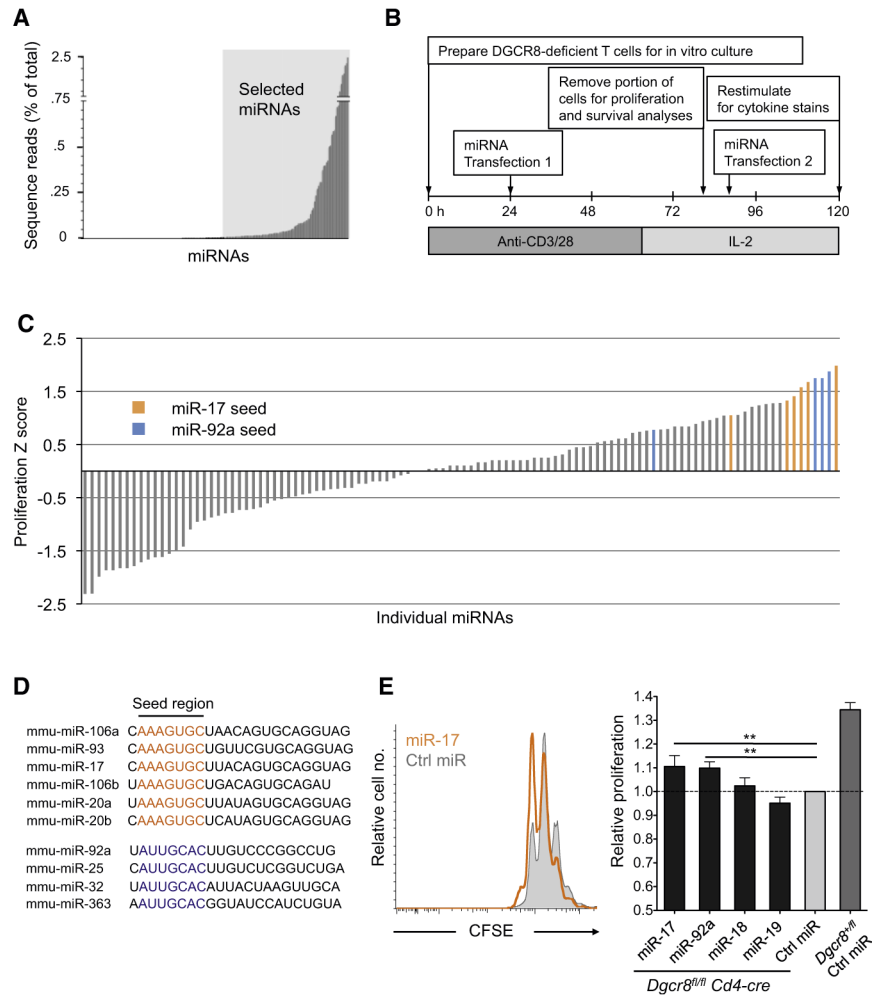 A
Sequence reads (% of total)
2.5
.75
.5
.25
0
Selected
miRNAs
miRNAs
B
Prepare DGCR8-deficient T cells for in vitro culture
Remove portion of
cells for proliferation
and survival analyses
Restimulate
for cytokine stains
miRNA
Transfection 1
miRNA
Transfection 2
0 h 24 48 72 96 120
Anti-CD3/28 IL-2
C
Proliferation Z score
2.5
1.5
0.5
-0.5
-1.5
-2.5
miR-17 seed
miR-92a seed
Individual miRNAs
D
Seed region
mmu-miR-106a CAAAGUGCUAACAGUGCAGGUAG
mmu-miR-93 CAAAGUGCUGUUCGUGCAGGUAG
mmu-miR-17 CAAAGUGCUUACAGUGCAGGUAG
mmu-miR-106b UAAAGUGCUGACAGUGCAGAU
mmu-miR-20a UAAAGUGCUUAUAGUGCAGGUAG
mmu-miR-20b CAAAGUGCUCAUAGUGCAGGUAG
mmu-miR-92a UAUUGCACUUGUCCCGGCCUG
mmu-miR-25 CAUUGCACUUGUCUCGGUCUGA
mmu-miR-32 UAUUGCACAUUACUAAGUUGCA
mmu-miR-363 AAUUGCACGGUAUCCAUCUGUA
E
miR-17
Ctrl miR
Relative cell no.
CFSE
Relative proliferation
1.4
1.3
1.2
1.1
1.0
0.9
0.8
0.7
0.6
0.5
**
**
miR-17
miR-92a
miR-18
miR-19
Ctrl miR
Dgcr8+/fl
Ctrl miR
Dgcr8fl/fl Cd4-cre